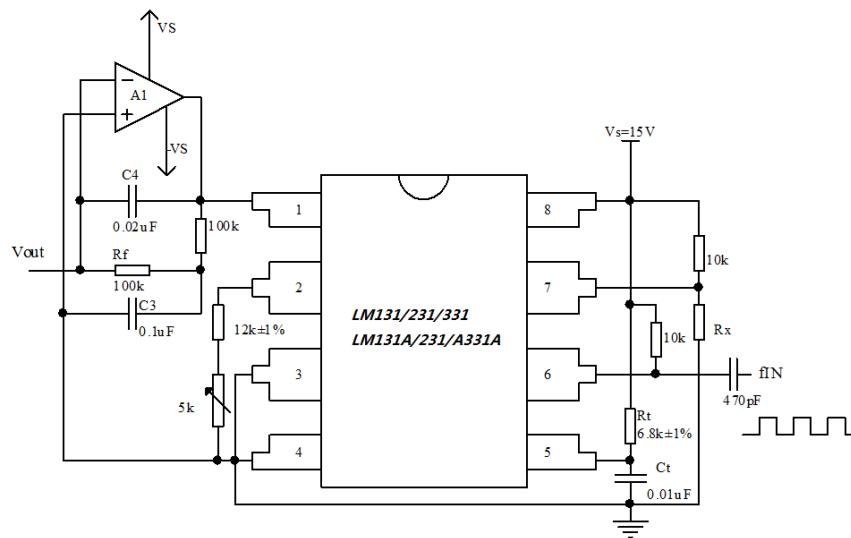 VS
A1
-VS
C4
0.02uF
100k
Vout
Rf
100k
C3
0.1uF
12k±1%
5k
1
2
3
4
LM131/231/331
LM131A/231/A331A
8
7
6
5
Vs=15V
10k
Rx
10k
fIN
470pF
Rt
6.8k±1%
Ct
0.01uF